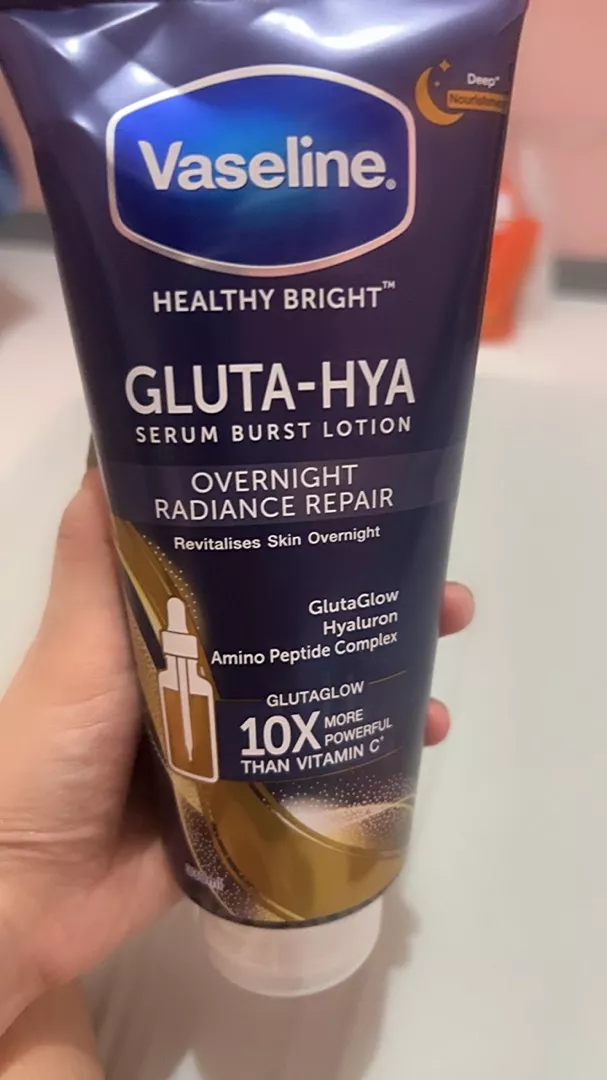 Deep*
Nourishment
Vaseline.
HEALTHY BRIGHT™
GLUTA-HYA
SERUM BURST LOTION
OVERNIGHT
RADIANCE REPAIR
Revitalises Skin Overnight
GlutaGlow
Hyaluron
Amino Peptide Complex
GLUTAGLOW
10X MORE
POWERFUL
THAN VITAMIN C*